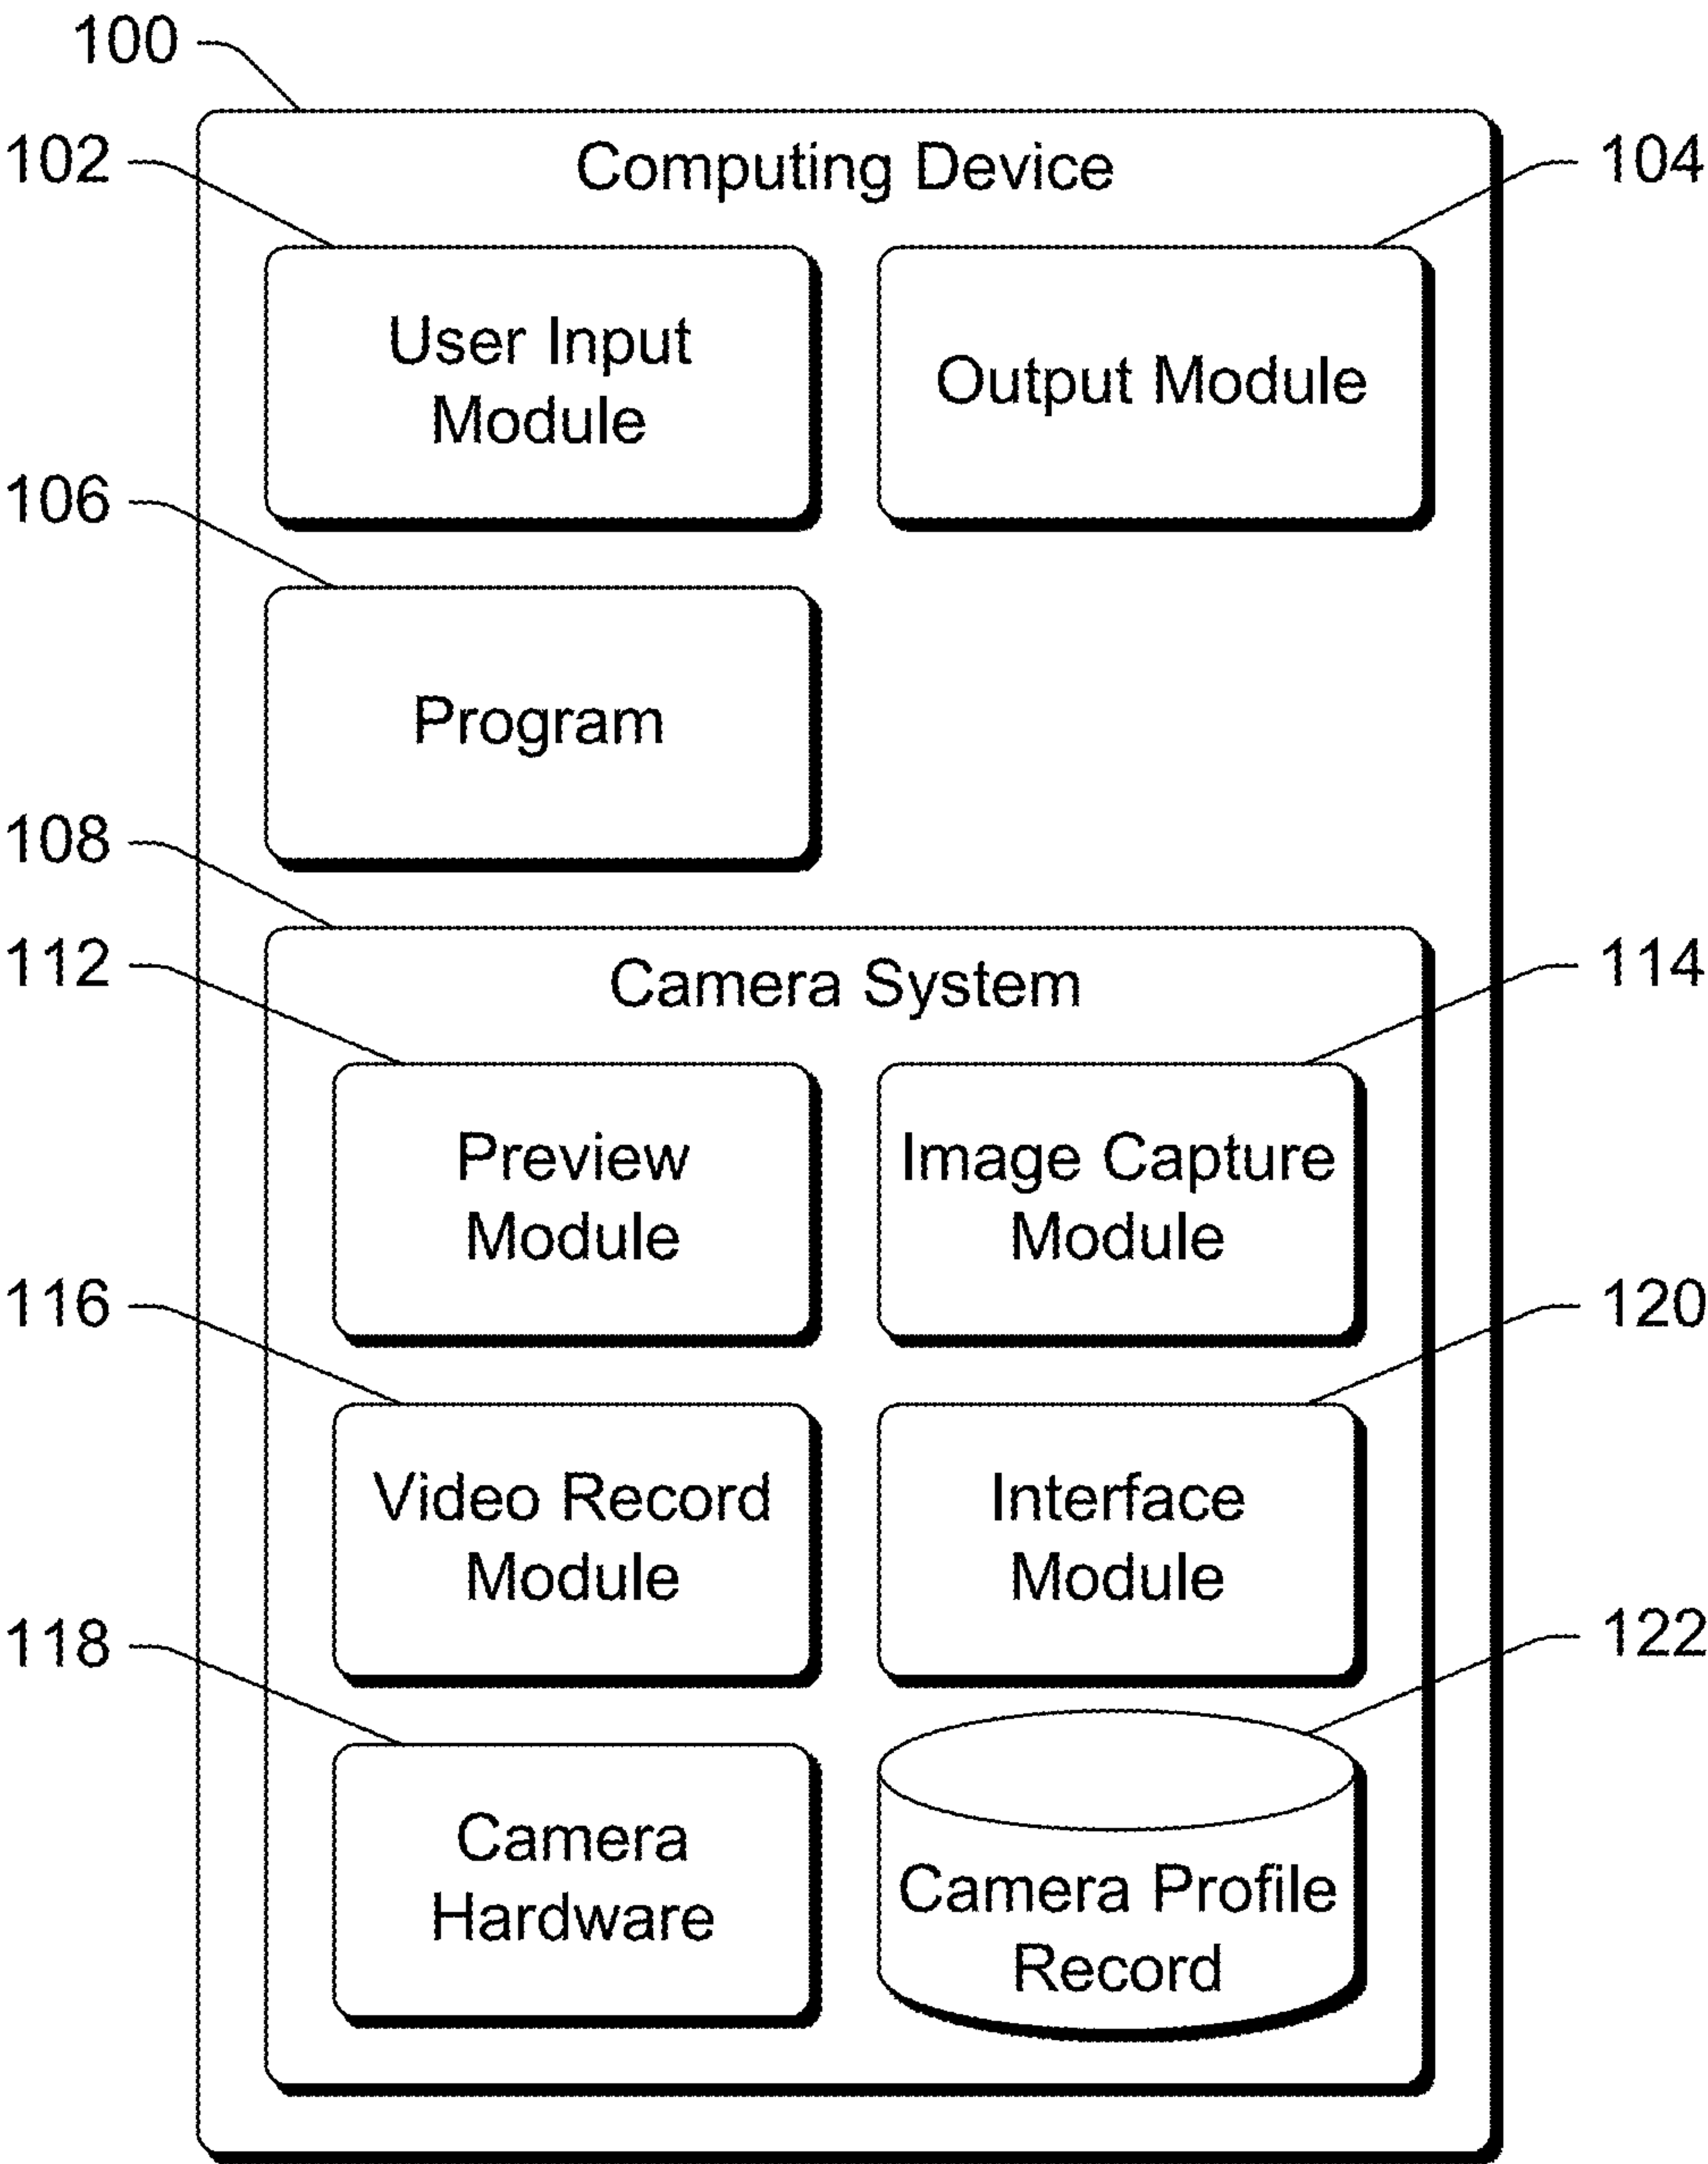 100
Computing Device
102
104
User Input
Module
Output Module
106
Program
108
Camera System
112
114
Preview
Module
Image Capture
Module
116
120
Video Record
Module
Interface
Module
118
122
Camera
Hardware
Camera Profile
Record